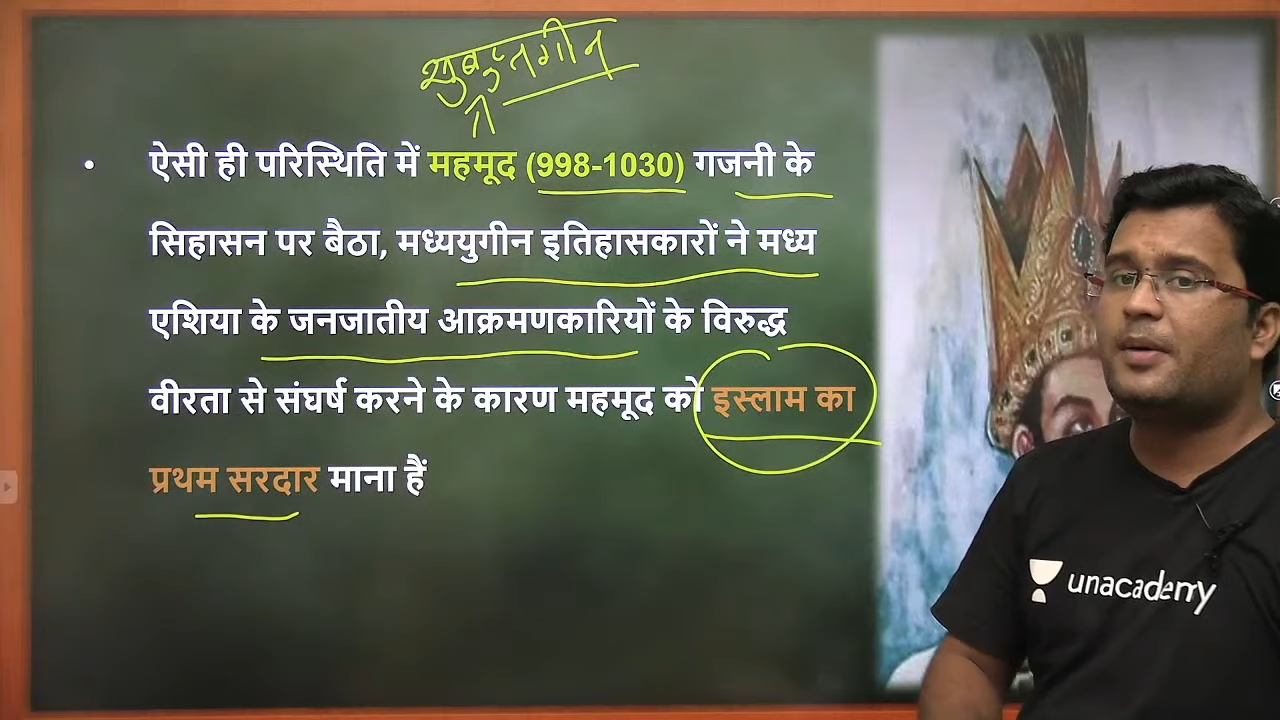 सुबुक्तगीन
• ऐसी ही परिस्थिति में महमूद (998-1030) गजनी के
सिहासन पर बैठा, मध्ययुगीन इतिहासकारों ने मध्य
एशिया के जनजातीय आक्रमणकारियों के विरुद्ध
वीरता से संघर्ष करने के कारण महमूद को इस्लाम का
प्रथम सरदार माना हैं
unacademy